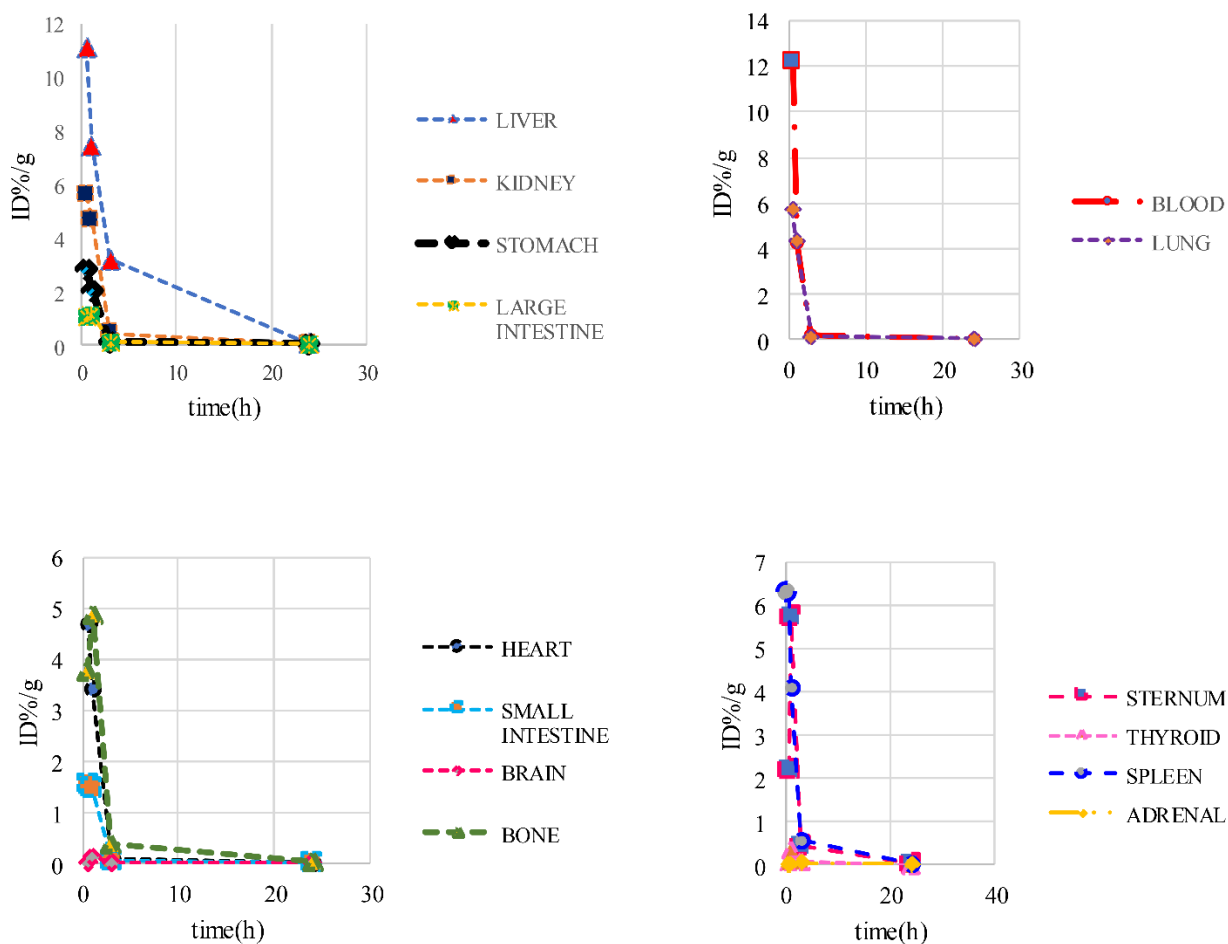 12
10
8
6
4
2
0
ID%/g
0
10
20
30
time(h)
LIVER
KIDNEY
STOMACH
LARGE
INTESTINE
14
12
10
8
6
4
2
0
ID%/g
0
10
20
30
time(h)
BLOOD
LUNG
6
5
4
3
2
1
0
ID%/g
0
10
20
30
time(h)
HEART
SMALL
INTESTINE
BRAIN
BONE
7
6
5
4
3
2
1
0
ID%/g
0
20
40
time(h)
STERNUM
THYROID
SPLEEN
ADRENAL